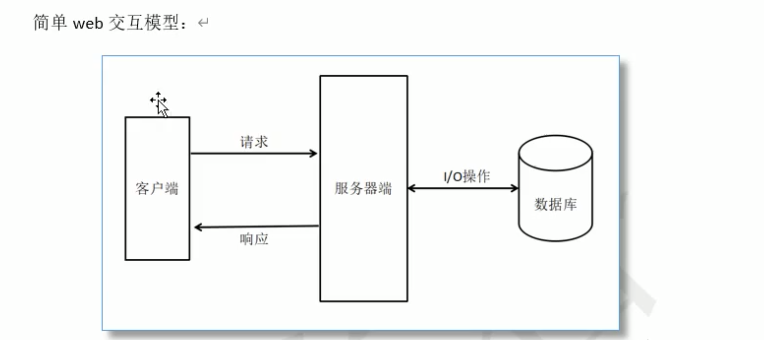 简单 web 交互模型：
请求
客户端
服务器端
I/O操作
数据库
响应